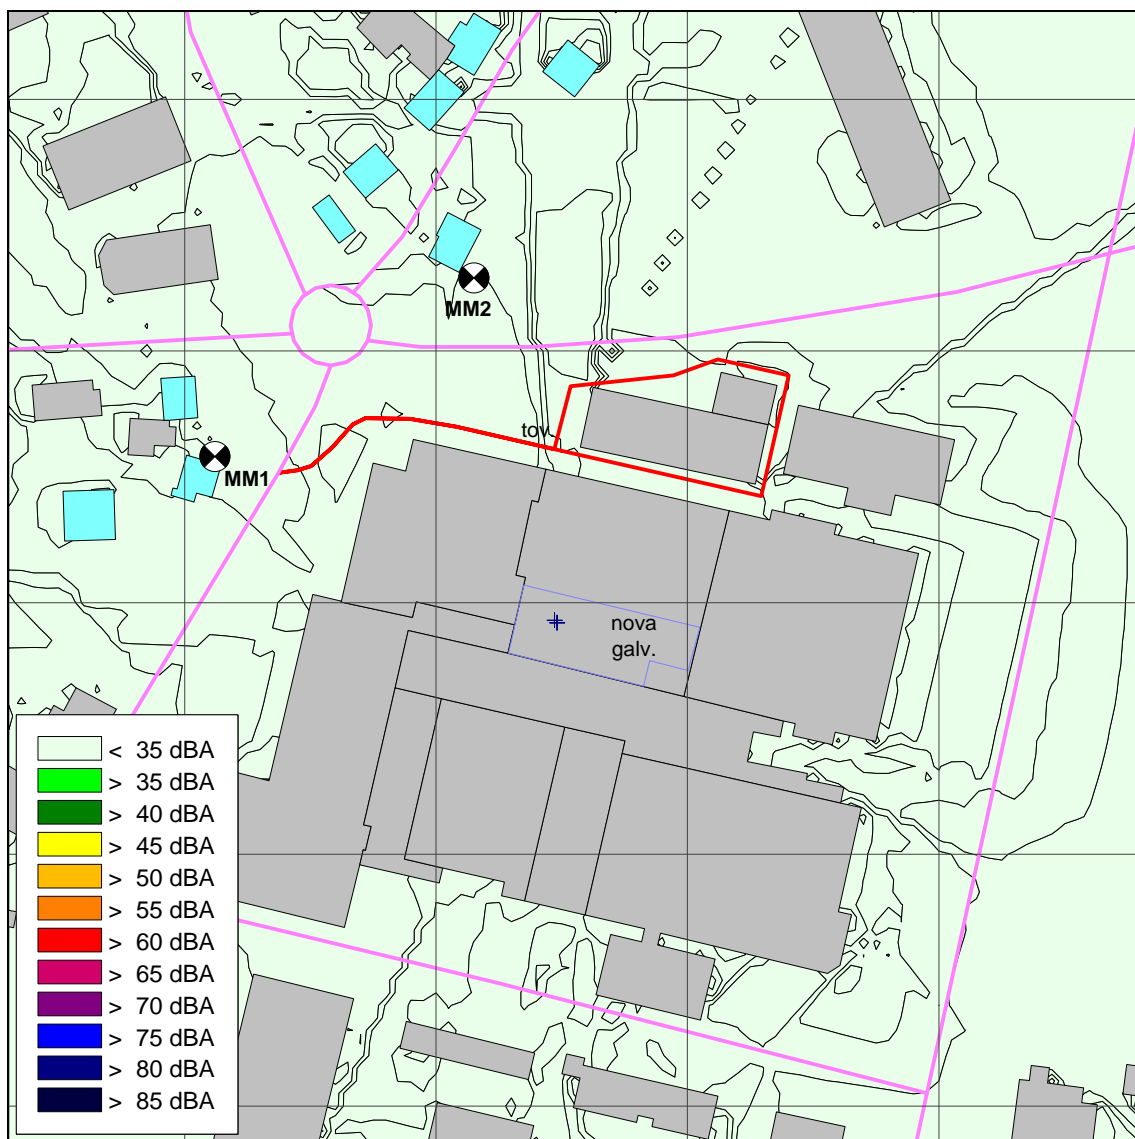 MM2
tov.
MM1
nova
galv.
< 35 dBA
> 35 dBA
> 40 dBA
> 45 dBA
> 50 dBA
> 55 dBA
> 60 dBA
> 65 dBA
> 70 dBA
> 75 dBA
> 80 dBA
> 85 dBA